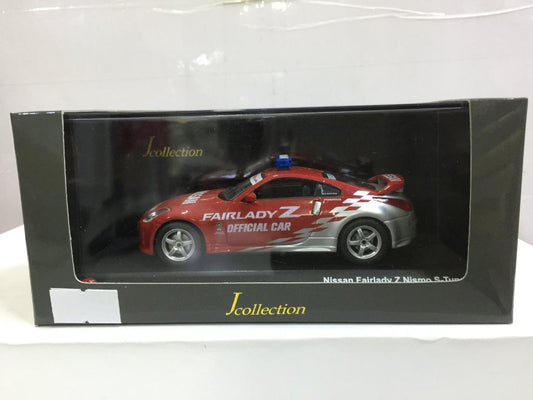 Jcollection
FAIRLADY Z
OFFICIAL CAR
Nissan Fairlady Z Nismo S-Tun
Jcollection